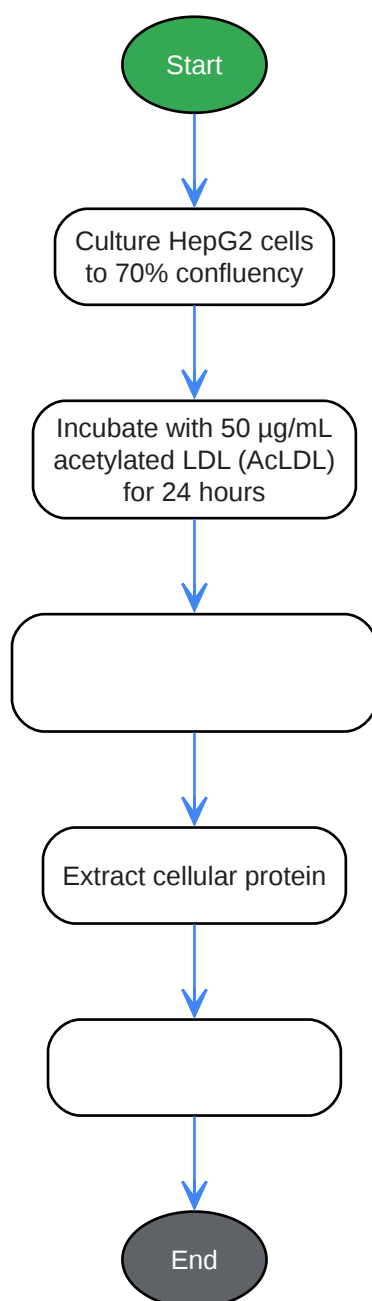 Start
Culture HepG2 cells
to 70% confluency
Incubate with 50 µg/mL
acetylated LDL (AcLDL)
for 24 hours
Extract cellular protein
End